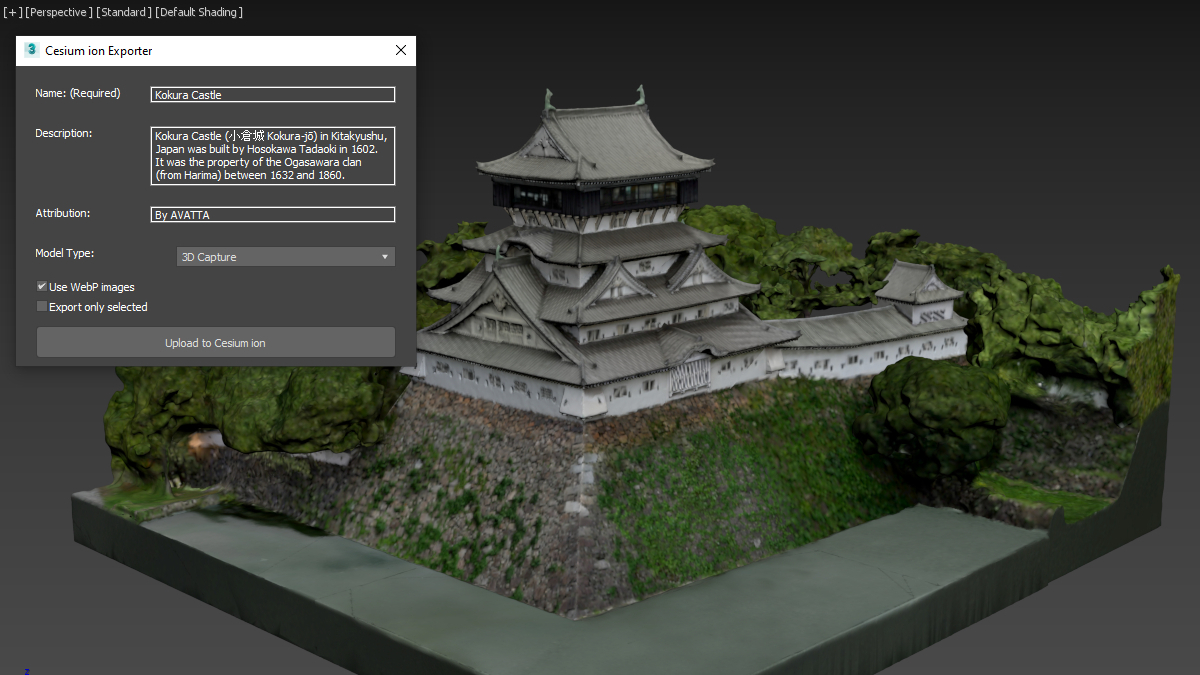 [+] [Perspective] [Standard] [Default Shading]
3 Cesium ion Exporter
Name: (Required)
Kokura Castle
Description:
Kokura Castle (小倉城 Kokura-jō) in Kitakyushu,
Japan was built by Hosokawa Tadaoki in 1602.
It was the property of the Ogasawara clan
(from Harima) between 1632 and 1860.
Attribution:
By AVATTA
Model Type:
3D Capture
Use WebP images
Export only selected
Upload to Cesium ion
z